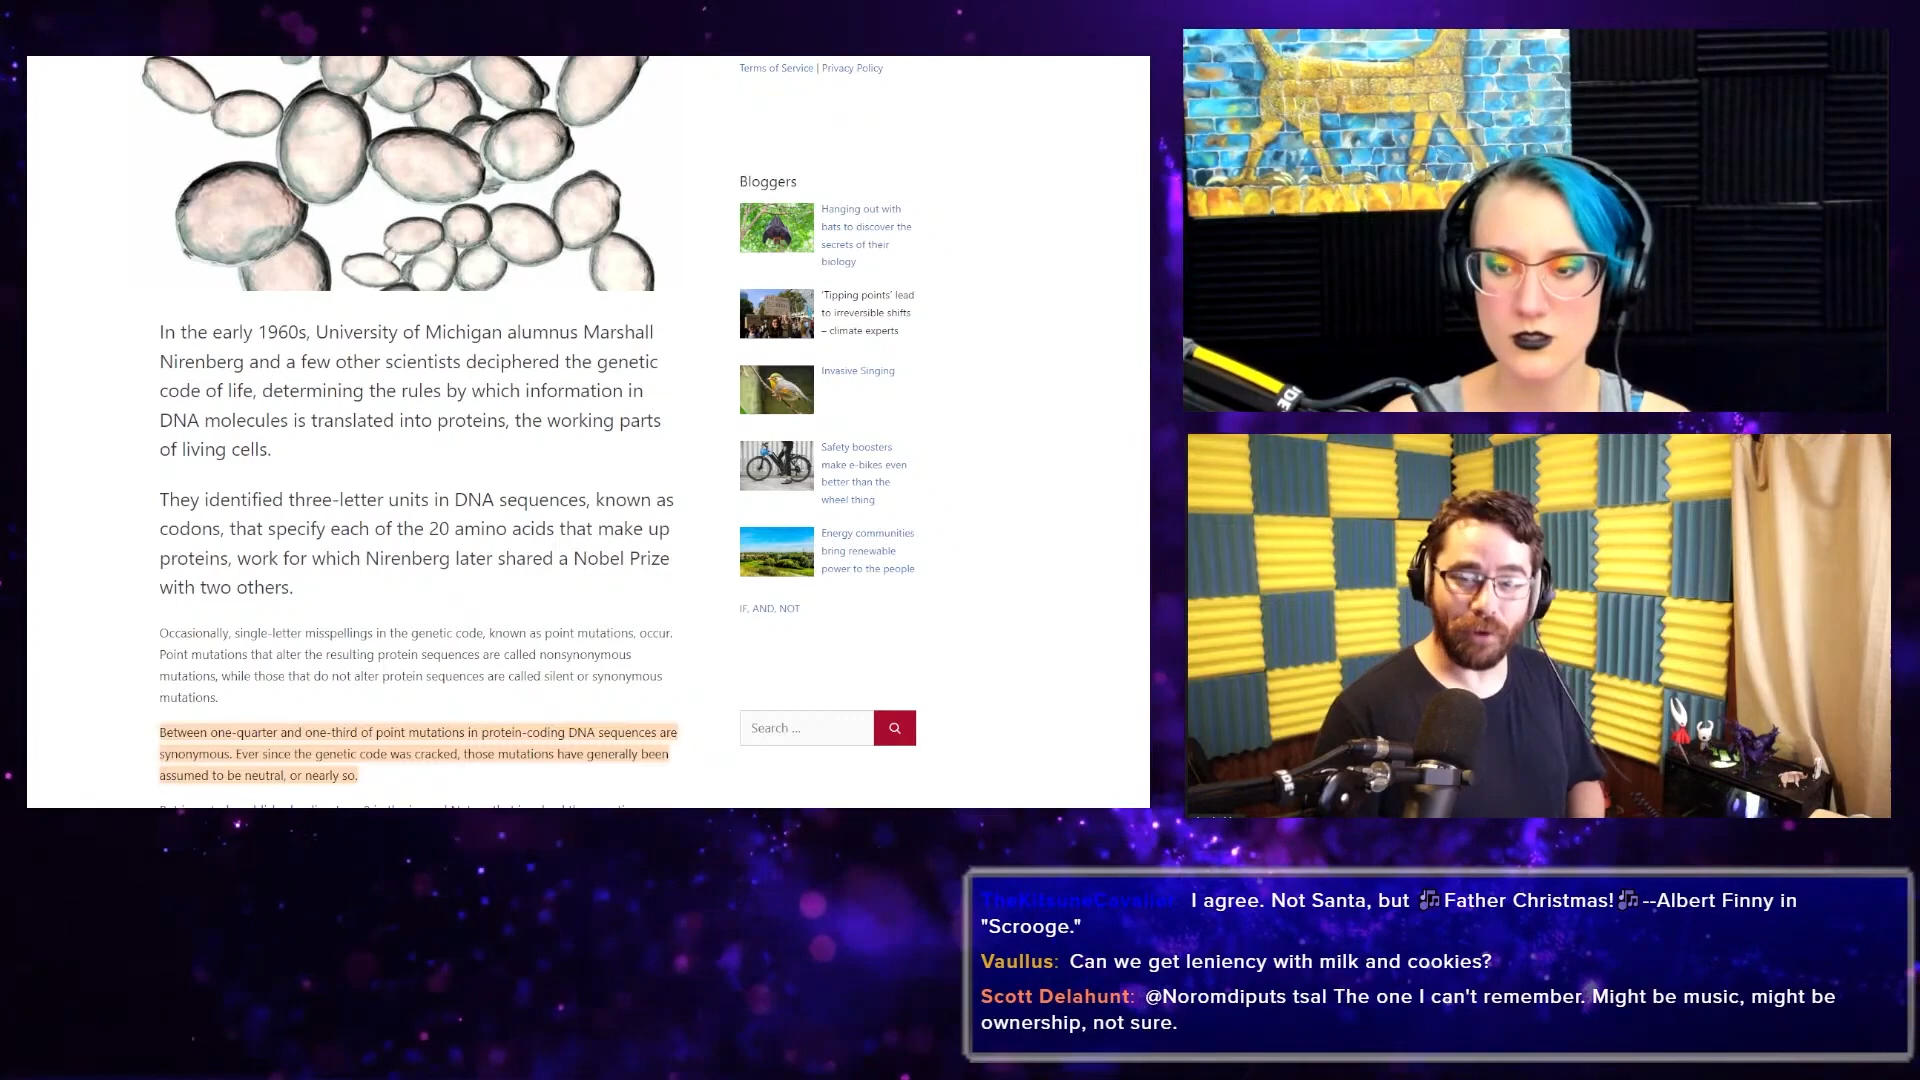 Terms of Service | Privacy Policy
Bloggers
Hanging out with
bats to discover the
secrets of their
biology
'Tipping points' lead
to irreversible shifts
– climate experts
Invasive Singing
Safety boosters
make e-bikes even
better than the
wheel thing
Energy communities
bring renewable
power to the people
IF, AND, NOT
Search ...
In the early 1960s, University of Michigan alumnus Marshall
Nirenberg and a few other scientists deciphered the genetic
code of life, determining the rules by which information in
DNA molecules is translated into proteins, the working parts
of living cells.
They identified three-letter units in DNA sequences, known as
codons, that specify each of the 20 amino acids that make up
proteins, work for which Nirenberg later shared a Nobel Prize
with two others.
Occasionally, single-letter misspellings in the genetic code, known as point mutations, occur.
Point mutations that alter the resulting protein sequences are called nonsynonymous
mutations, while those that do not alter protein sequences are called silent or synonymous
mutations.
Between one-quarter and one-third of point mutations in protein-coding DNA sequences are
synonymous. Ever since the genetic code was cracked, those mutations have generally been
assumed to be neutral, or nearly so.
TheKitsuneCavalier: I agree. Not Santa, but 🎶Father Christmas!🎶--Albert Finny in
"Scrooge."
Vaullus: Can we get leniency with milk and cookies?
Scott Delahunt: @Noromdiputs tsal The one I can't remember. Might be music, might be
ownership, not sure.